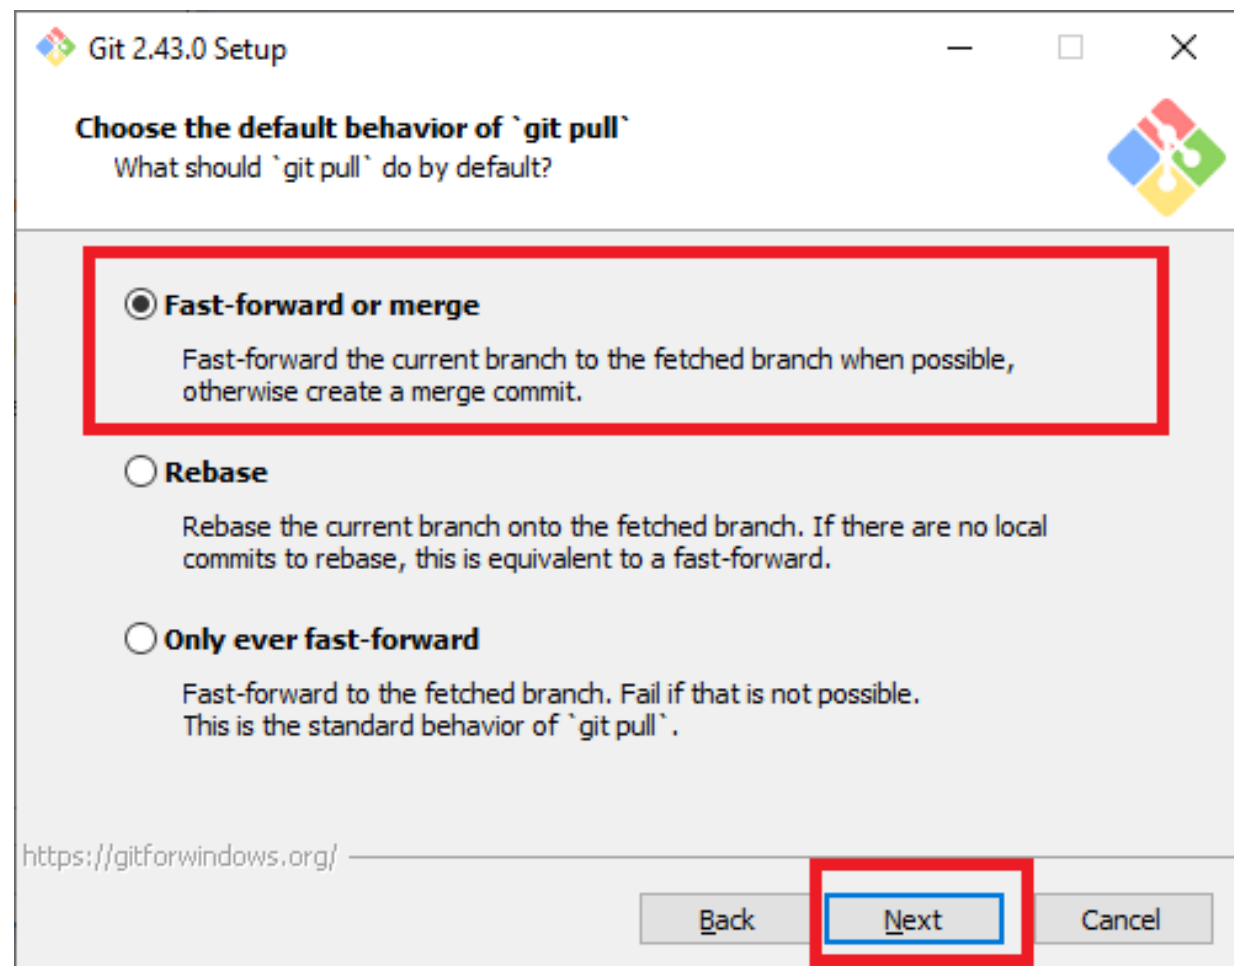 Git 2.43.0 Setup
Choose the default behavior of `git pull`
What should `git pull` do by default?
Fast-forward or merge
Fast-forward the current branch to the fetched branch when possible,
otherwise create a merge commit.
Rebase
Rebase the current branch onto the fetched branch. If there are no local
commits to rebase, this is equivalent to a fast-forward.
Only ever fast-forward
Fast-forward to the fetched branch. Fail if that is not possible.
This is the standard behavior of `git pull`.
https://gitforwindows.org/
Back Next Cancel